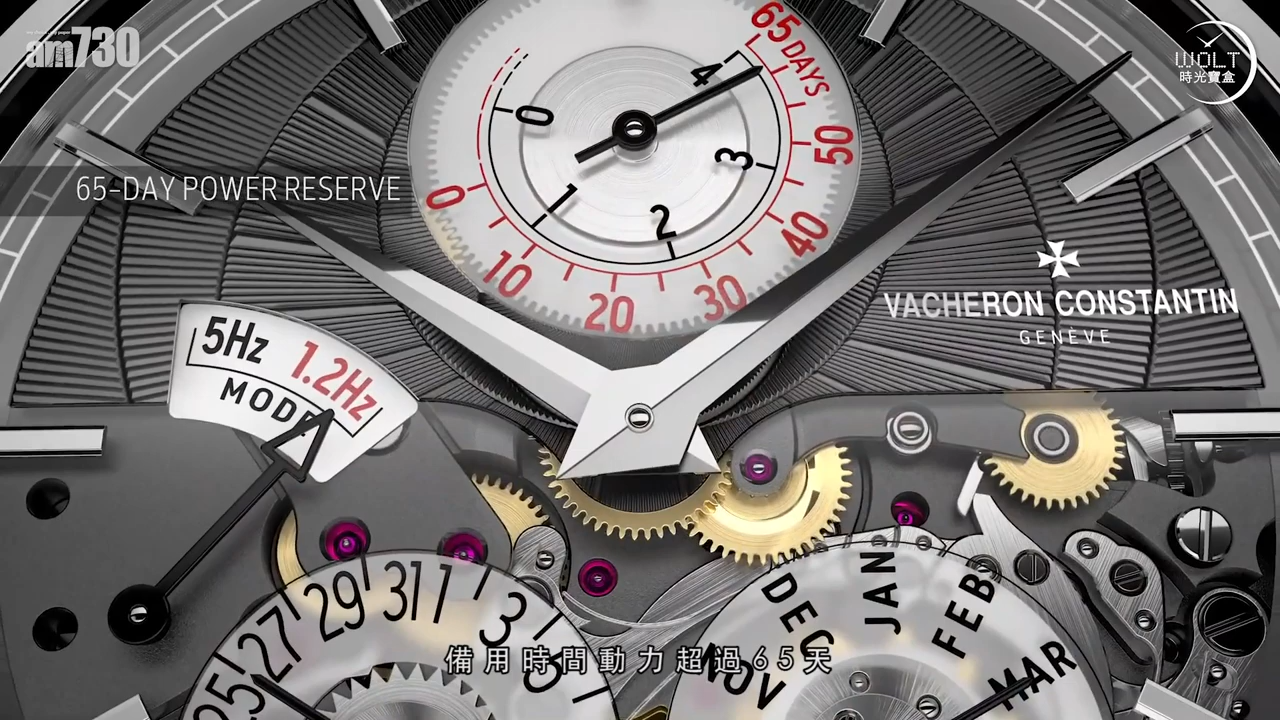 am730
WOLT
時光寶盒
65-DAY POWER RESERVE
65 DAYS
50
40
30
20
10
0
4
3
2
1
0
VACHERON CONSTANTIN
GENÈVE
5Hz 1.2Hz
MODE
25 27 29 31 1 3
NOV DEC JAN FEB MAR
備用時間動力超過65天